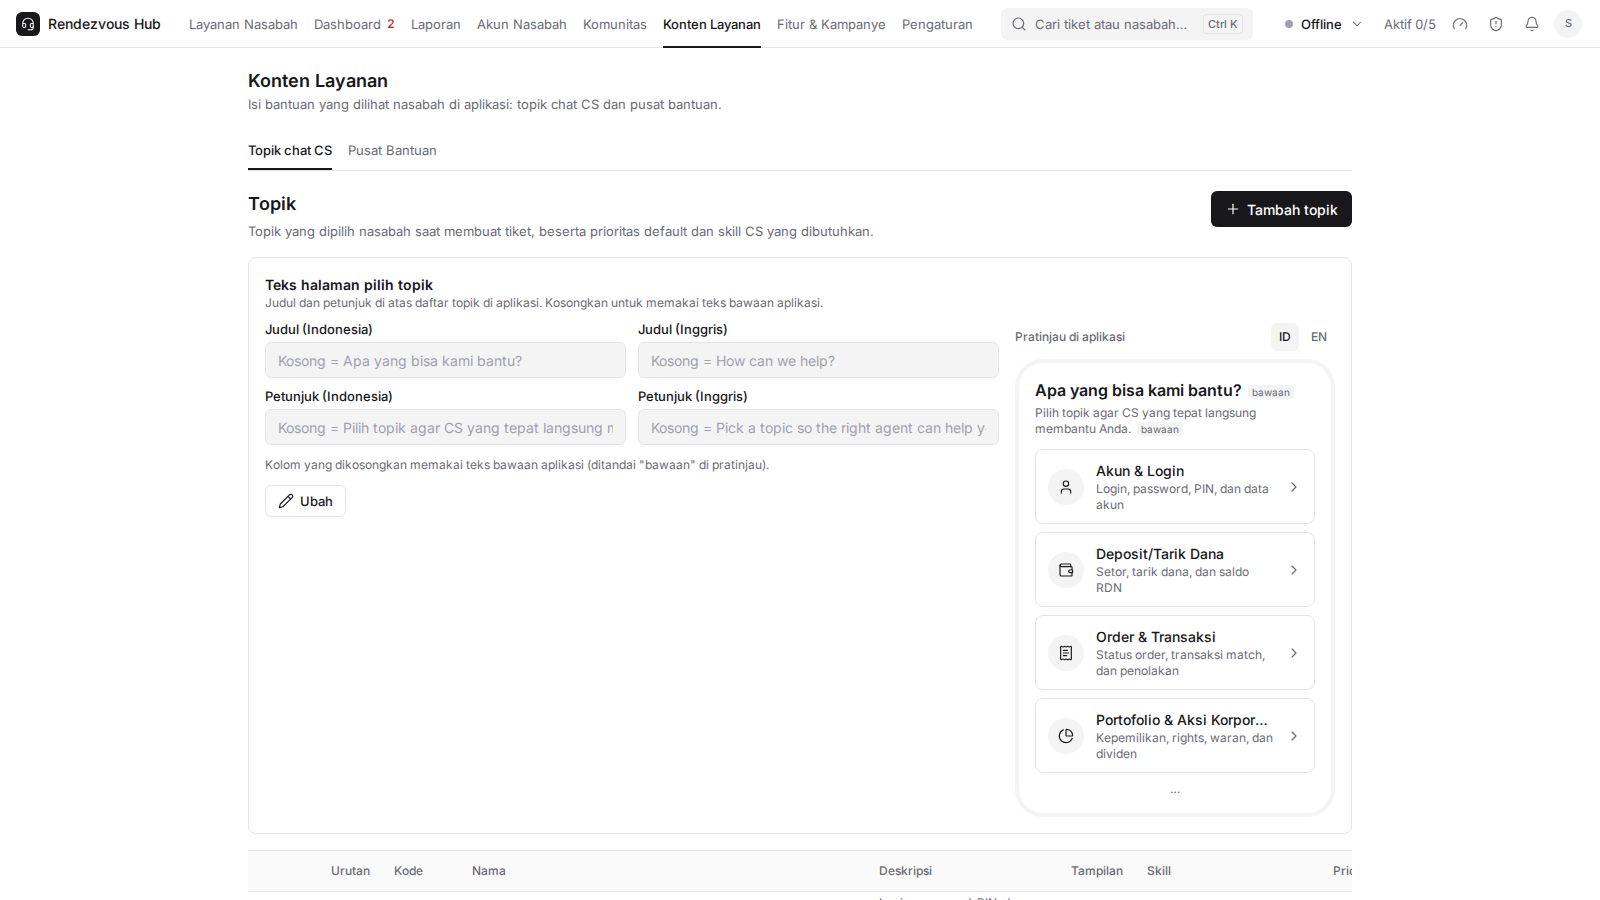 Rendezvous Hub
Layanan Nasabah
Dashboard 2
Laporan
Akun Nasabah
Komunitas
Konten Layanan
Fitur & Kampanye
Pengaturan
Cari tiket atau nasabah...
Ctrl K
Offline
Aktif 0/5
S
Konten Layanan
Isi bantuan yang dilihat nasabah di aplikasi: topik chat CS dan pusat bantuan.
Topik chat CS
Pusat Bantuan
Topik
Tambah topik
Topik yang dipilih nasabah saat membuat tiket, beserta prioritas default dan skill CS yang dibutuhkan.
Teks halaman pilih topik
Judul dan petunjuk di atas daftar topik di aplikasi. Kosongkan untuk memakai teks bawaan aplikasi.
Judul (Indonesia)
Kosong = Apa yang bisa kami bantu?
Judul (Inggris)
Kosong = How can we help?
Petunjuk (Indonesia)
Kosong = Pilih topik agar CS yang tepat langsung
Petunjuk (Inggris)
Kosong = Pick a topic so the right agent can help
Kolom yang dikosongkan memakai teks bawaan aplikasi (ditandai "bawaan" di pratinjau).
Ubah
Pratinjau di aplikasi
ID
EN
Apa yang bisa kami bantu? bawaan
Pilih topik agar CS yang tepat langsung
membantu Anda. bawaan
Akun & Login
Login, password, PIN, dan data
akun
Deposit/Tarik Dana
Setor, tarik dana, dan saldo
RDN
Order & Transaksi
Status order, transaksi match,
dan penolakan
Portofolio & Aksi Korpor...
Kepemilikan, rights, waran, dan
dividen
...
Urutan
Kode
Nama
Deskripsi
Tampilan
Skill